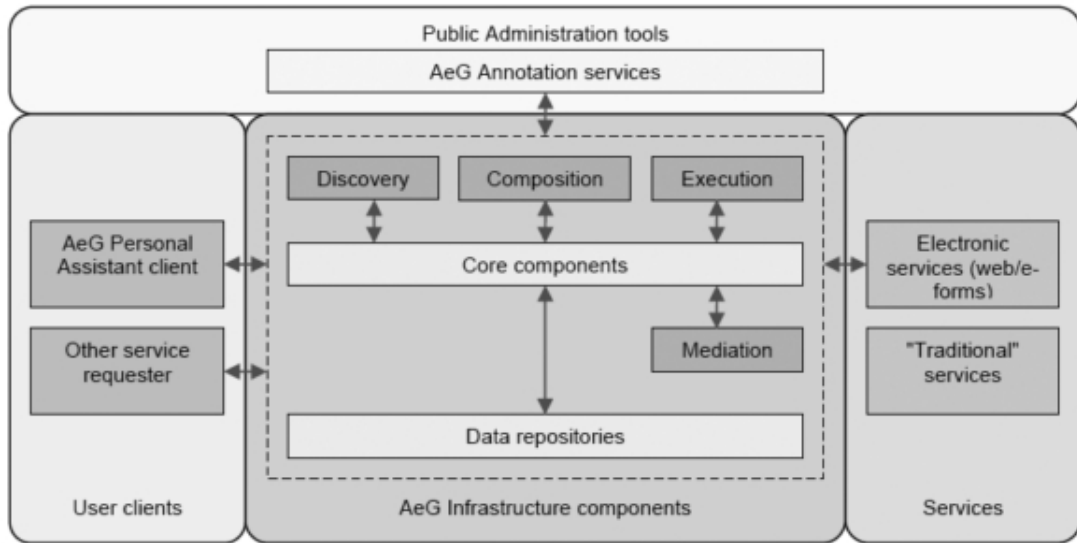 Public Administration tools
AeG Annotation services
Discovery
Composition
Execution
AeG Personal
Assistant client
Core components
Electronic
services (web/e-
forms)
Other service
requester
Mediation
"Traditional"
services
Data repositories
User clients
AeG Infrastructure components
Services